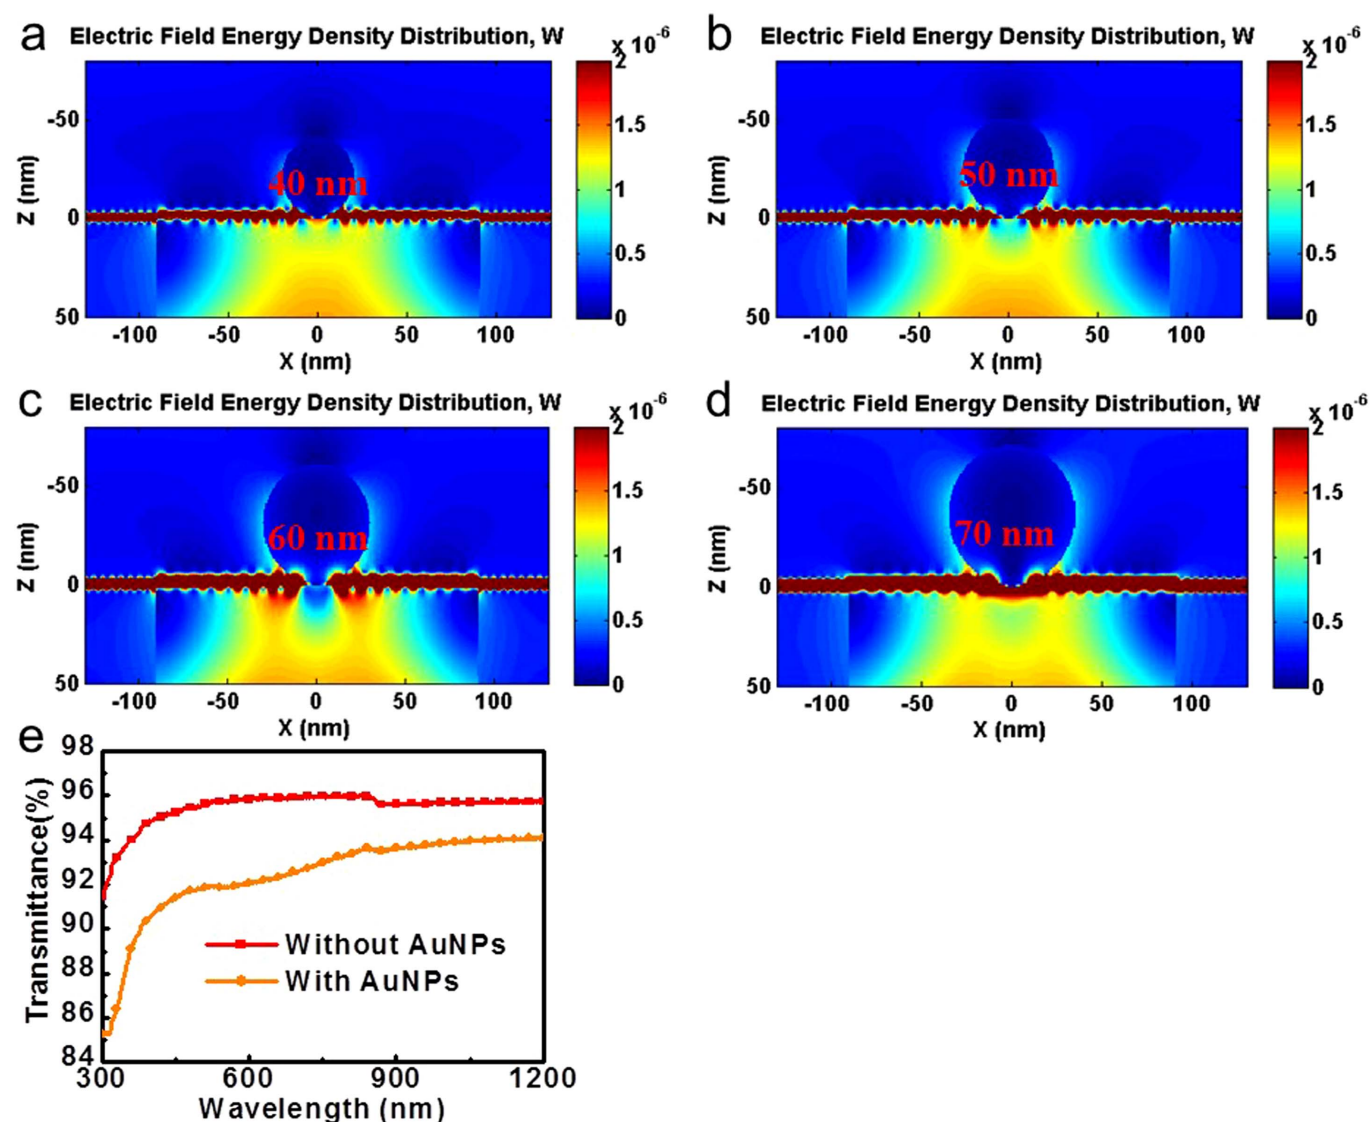 a Electric Field Energy Density Distribution, W
x 10-6
2
1.5
1
0.5
0
-50
0
50
Z (nm)
40 nm
-100 -50 0 50 100
X (nm)
b Electric Field Energy Density Distribution, W
x 10-6
2
1.5
1
0.5
0
-50
0
50
Z (nm)
50 nm
-100 -50 0 50 100
X (nm)
c Electric Field Energy Density Distribution, W
x 10-6
2
1.5
1
0.5
0
-50
0
50
Z (nm)
60 nm
-100 -50 0 50 100
X (nm)
d Electric Field Energy Density Distribution, W
x 10-6
2
1.5
1
0.5
0
-50
0
50
Z (nm)
70 nm
-100 -50 0 50 100
X (nm)
e
98
96
94
92
90
88
86
84
Transmittance(%)
Without AuNPs
With AuNPs
300 600 900 1200
Wavelength (nm)